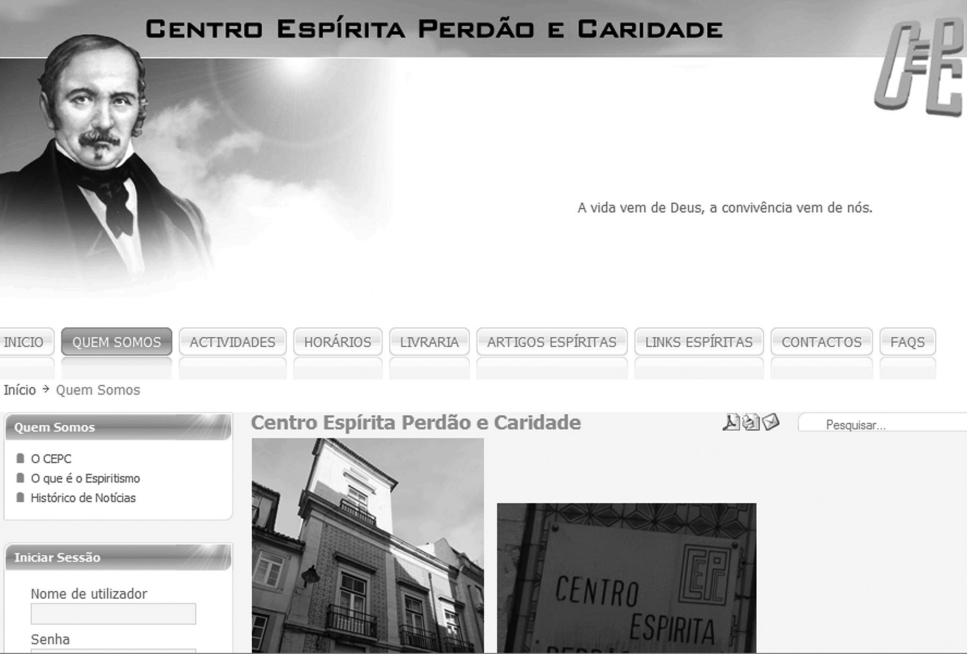 CENTRO ESPÍRITA PERDÃO E CARIDADE
CEPC
A vida vem de Deus, a convivência vem de nós.
INICIO QUEM SOMOS ACTIVIDADES HORÁRIOS LIVRARIA ARTIGOS ESPÍRITAS LINKS ESPÍRITAS CONTACTOS FAQS
Início → Quem Somos
Quem Somos
O CEPC
O que é o Espiritismo
Histórico de Notícias
Iniciar Sessão
Nome de utilizador
Senha
Centro Espírita Perdão e Caridade
Pesquisar...
CEPC
CENTRO
ESPIRITA